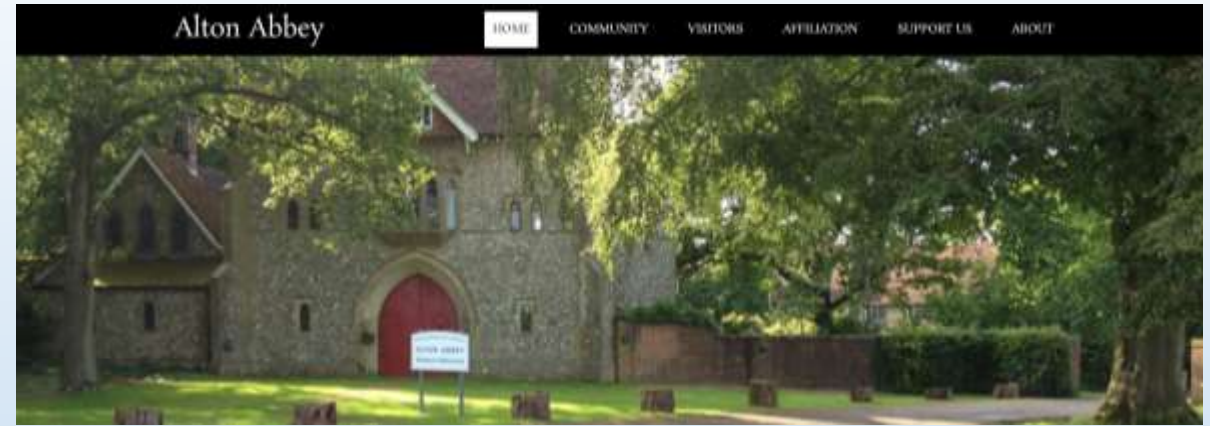 Alton Abbey
HOME COMMUNITY VISITORS AFFILIATION SUPPORT US ABOUT
ALTON ABBEY